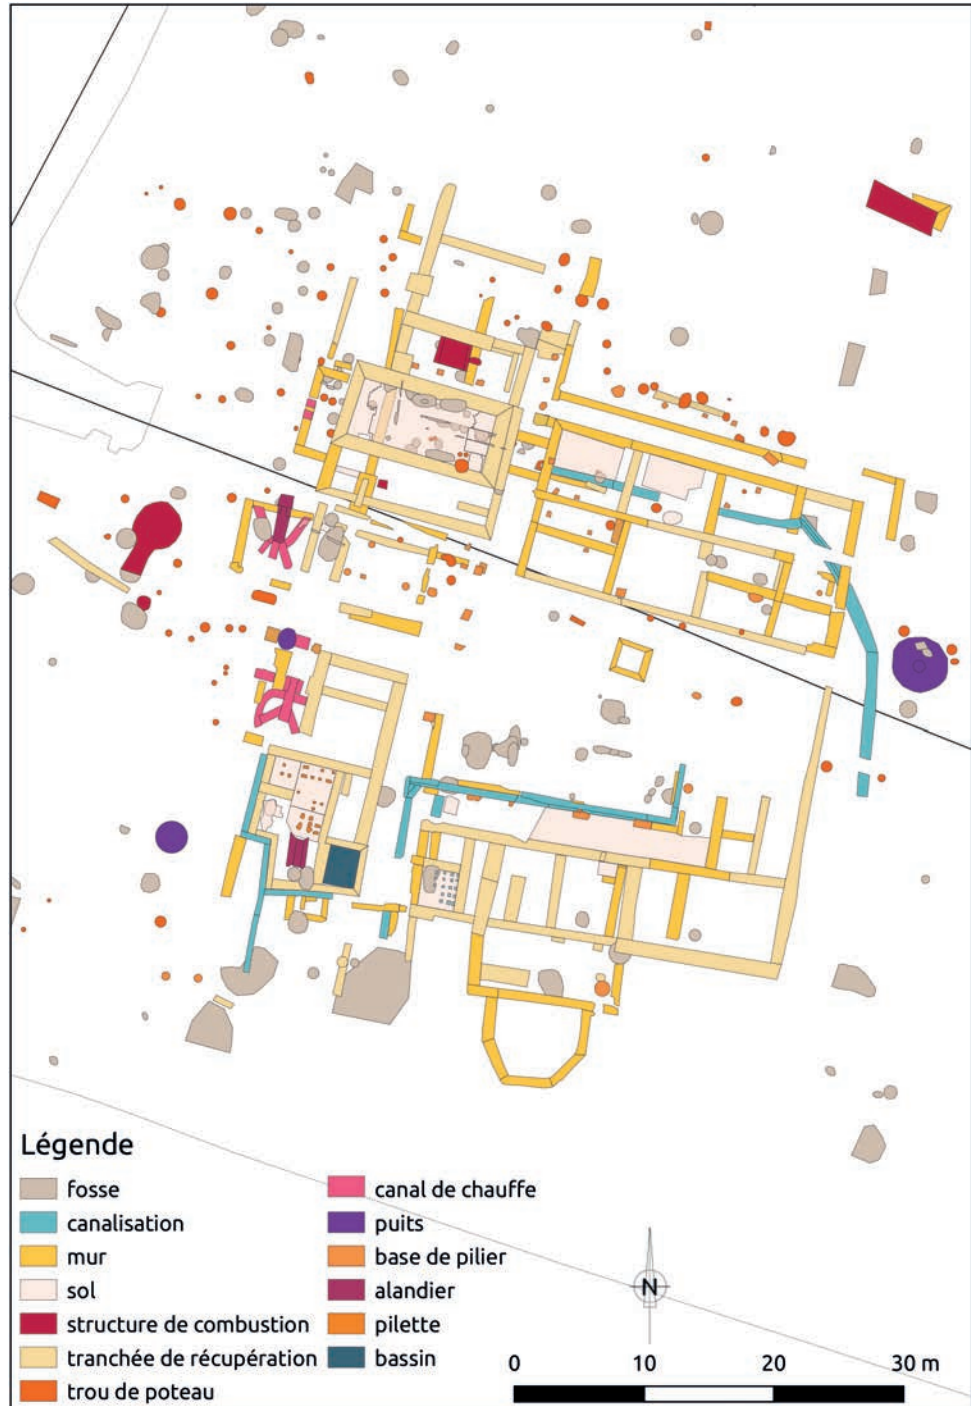 Légende
fosse
canalisation
mur
sol
structure de combustion
tranchée de récupération
trou de poteau
canal de chauffe
puits
base de pilier
alandier
pilette
bassin
N
0 10 20 30 m